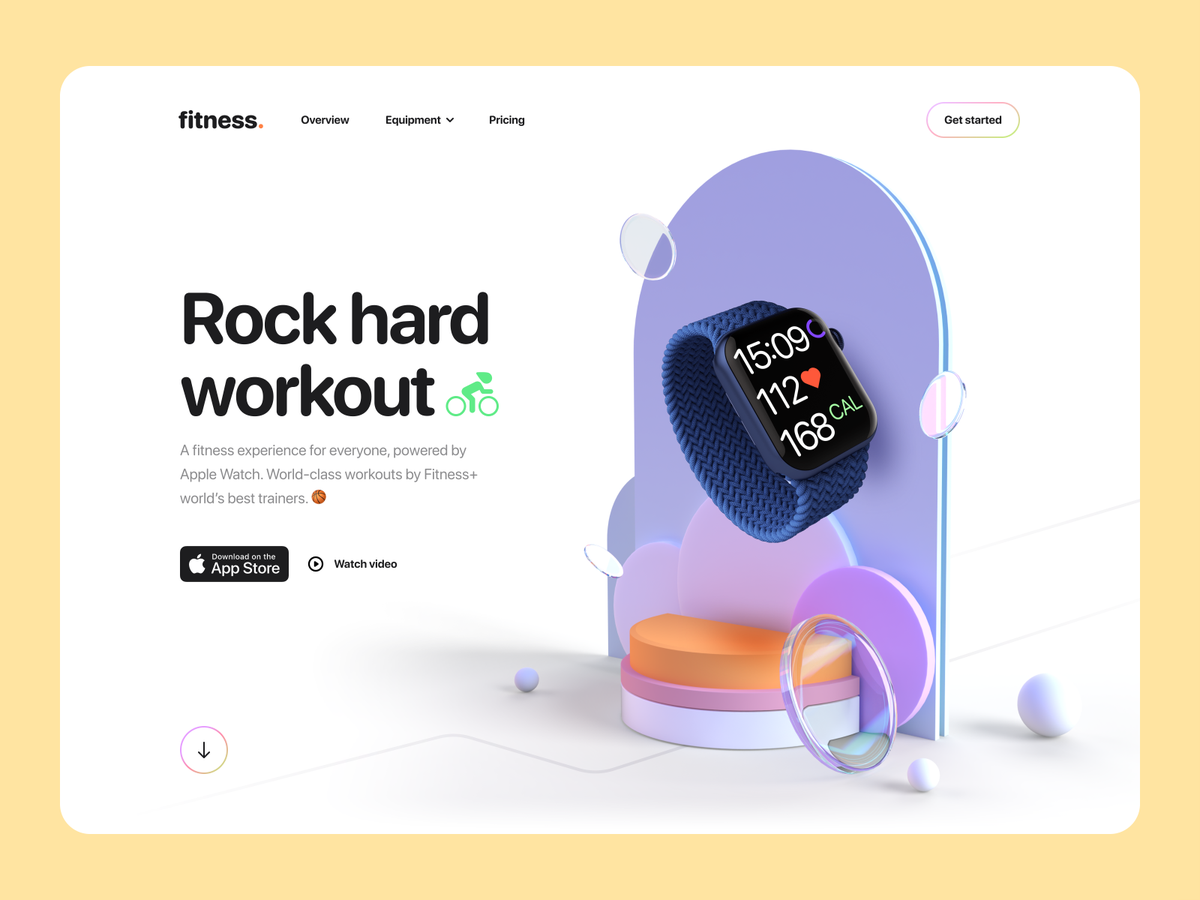 fitness.
Overview
Equipment
Pricing
Get started
Rock hard
workout
A fitness experience for everyone, powered by
Apple Watch. World-class workouts by Fitness+
world's best trainers.
Download on the
App Store
Watch video
15:09
112
168 CAL